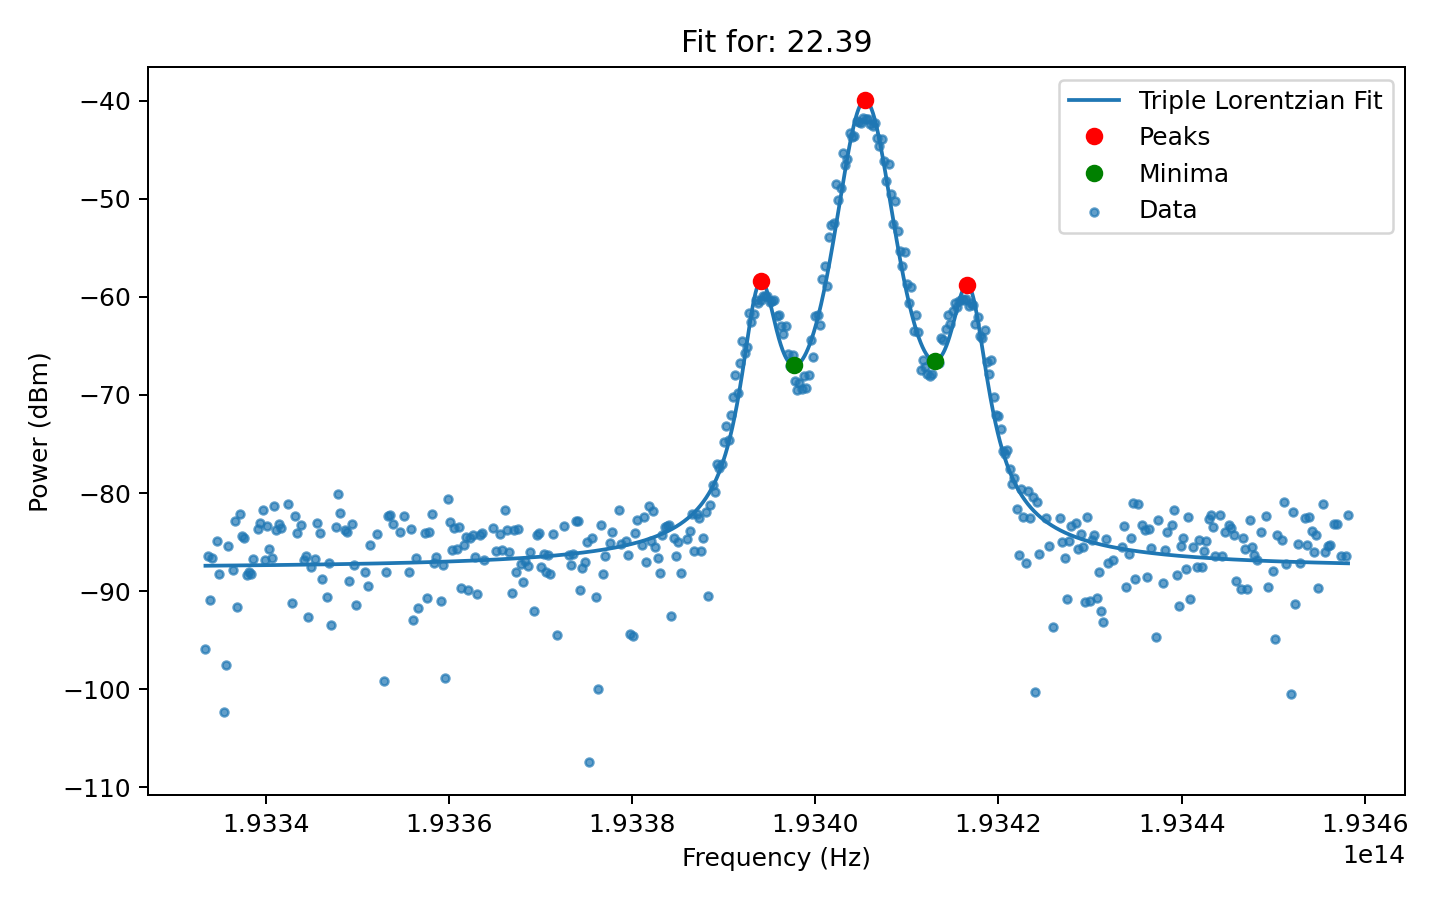 Fit for: 22.39
Triple Lorentzian Fit
Peaks
Minima
Data
Power (dBm)
−40
−50
−60
−70
−80
−90
−100
−110
1.9334 1.9336 1.9338 1.9340 1.9342 1.9344 1.9346
Frequency (Hz)
1e14